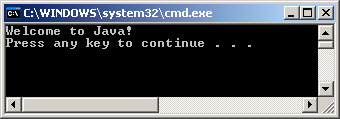 C:\WINDOWS\system32\cmd.exe
Welcome to Java!
Press any key to continue . . .